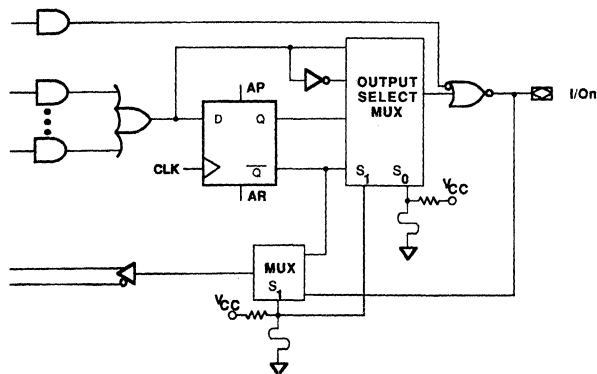 AP
OUTPUT
SELECT
MUX
I/On
D
Q
CLK
Q
S1
S0
AR
VCC
MUX
S1
VCC